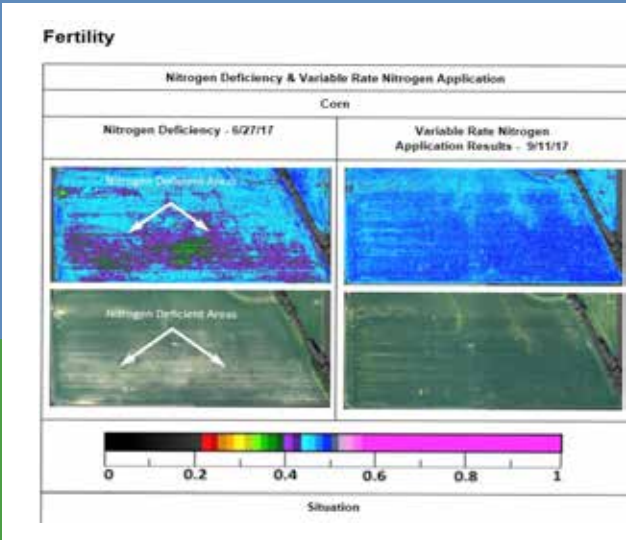 Fertility
Nitrogen Deficiency & Variable Rate Nitrogen Application
Corn
Nitrogen Deficiency - 6/27/17
Variable Rate Nitrogen
Application Results - 9/11/17
Nitrogen Deficient Areas
Nitrogen Deficient Areas
0 0.2 0.4 0.6 0.8 1
Situation